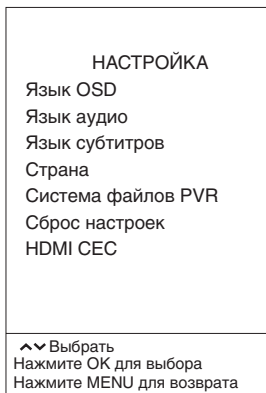 НАСТРОЙКА
Язык OSD
Язык аудио
Язык субтитров
Страна
Система файлов PVR
Сброс настроек
HDMI CEC
Выбрать
Нажмите OK для выбора
Нажмите MENU для возврата